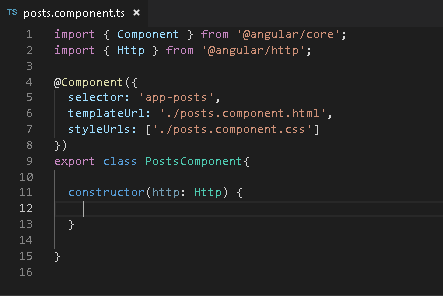 TS posts.component.ts ×
1 import { Component } from '@angular/core';
2 import { Http } from '@angular/http';
3
4 @Component({
5   selector: 'app-posts',
6   templateUrl: './posts.component.html',
7   styleUrls: ['./posts.component.css']
8 })
9 export class PostsComponent{
10
11   constructor(http: Http) {
12
13   }
14
15 }
16